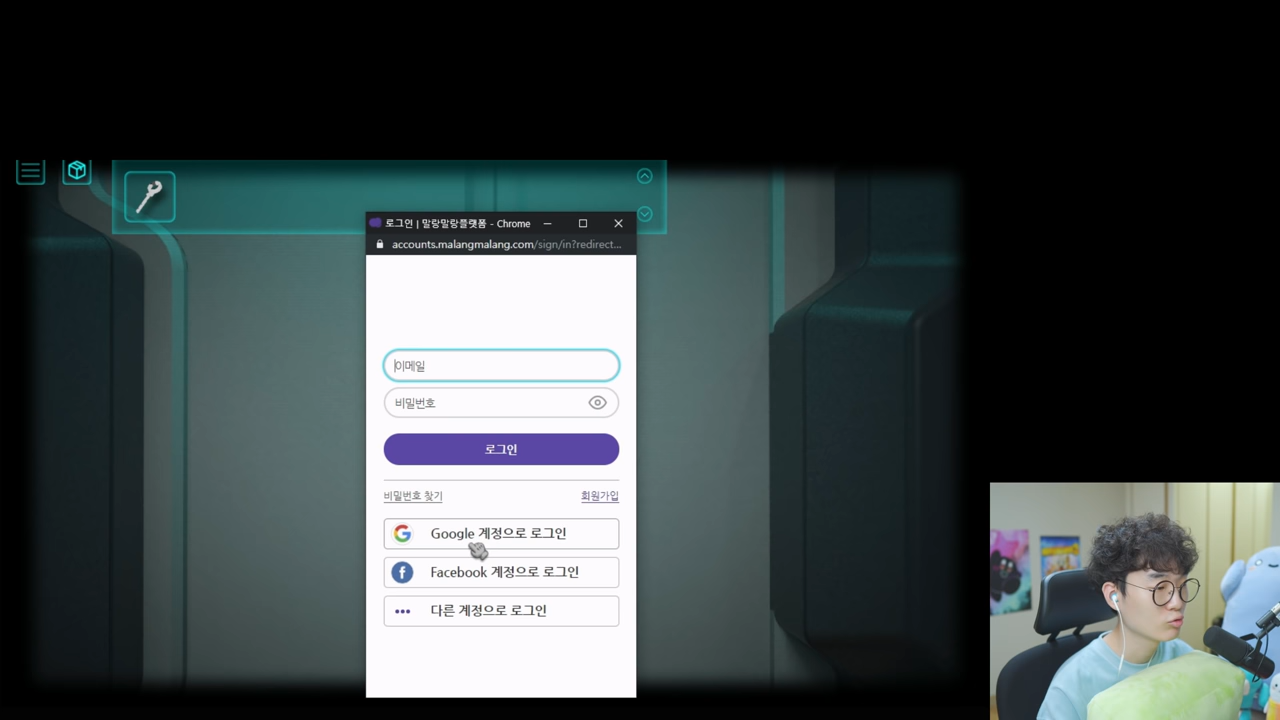 로그인 | 말랑말랑플랫폼 - Chrome
accounts.malangmalang.com/sign/in?redirect...
이메일
비밀번호
로그인
비밀번호 찾기
회원가입
Google 계정으로 로그인
Facebook 계정으로 로그인
다른 계정으로 로그인